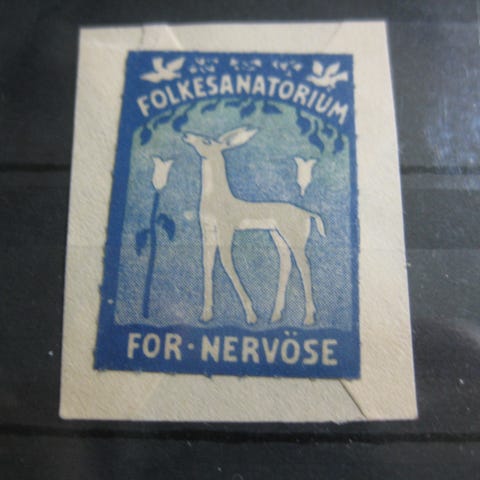 FOLKESANATORIUM
FOR · NERVÖSE